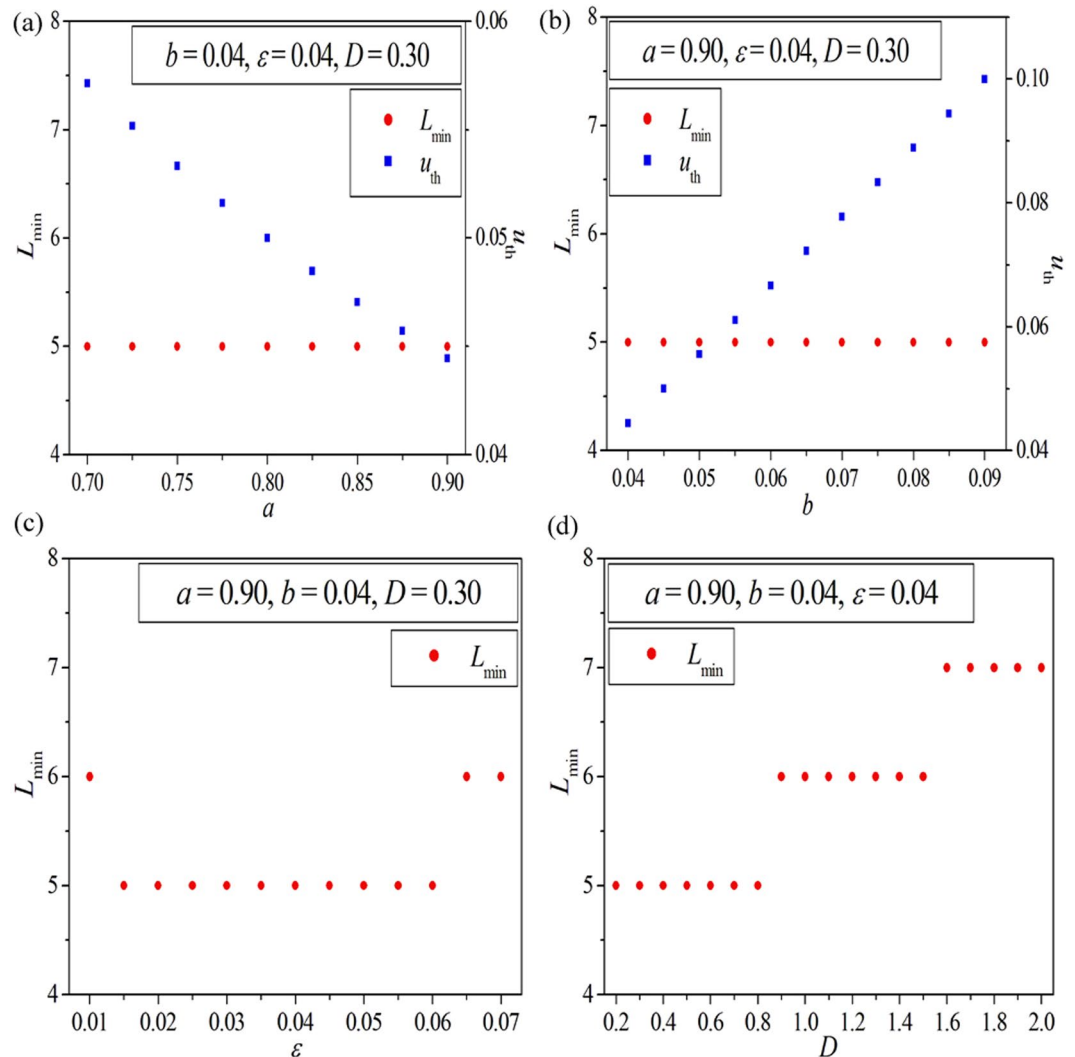 (a)
b = 0.04, ε = 0.04, D = 0.30
L_min
u_th
8
7
6
5
4
L_min
0.06
0.05
0.04
u_th
0.70 0.75 0.80 0.85 0.90
a
(b)
a = 0.90, ε = 0.04, D = 0.30
L_min
u_th
8
7
6
5
4
L_min
0.10
0.08
0.06
0.04
u_th
0.04 0.05 0.06 0.07 0.08 0.09
b
(c)
a = 0.90, b = 0.04, D = 0.30
L_min
8
7
6
5
4
L_min
0.01 0.02 0.03 0.04 0.05 0.06 0.07
ε
(d)
a = 0.90, b = 0.04, ε = 0.04
L_min
8
7
6
5
4
L_min
0.2 0.4 0.6 0.8 1.0 1.2 1.4 1.6 1.8 2.0
D